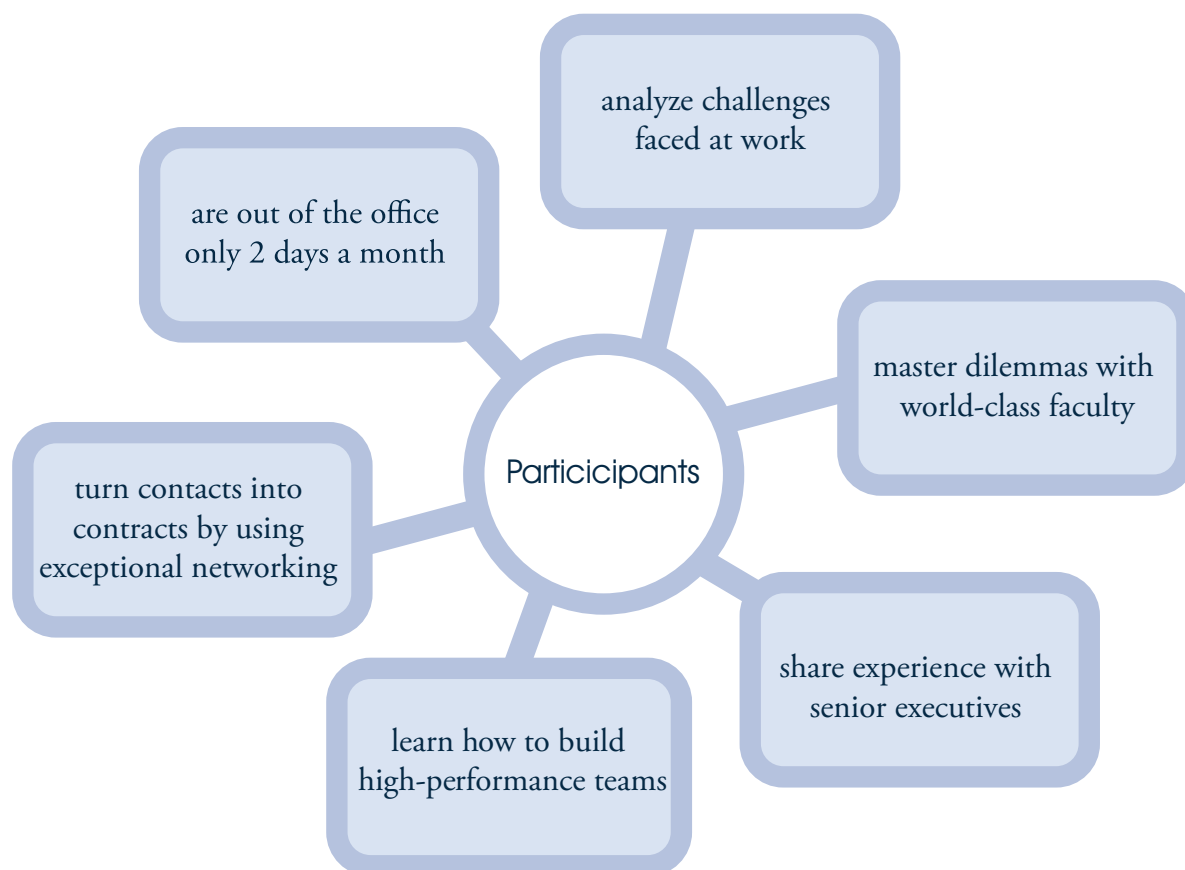 analyze challenges
faced at work
are out of the office
only 2 days a month
master dilemmas with
world-class faculty
Particicipants
turn contacts into
contracts by using
exceptional networking
share experience with
senior executives
learn how to build
high-performance teams